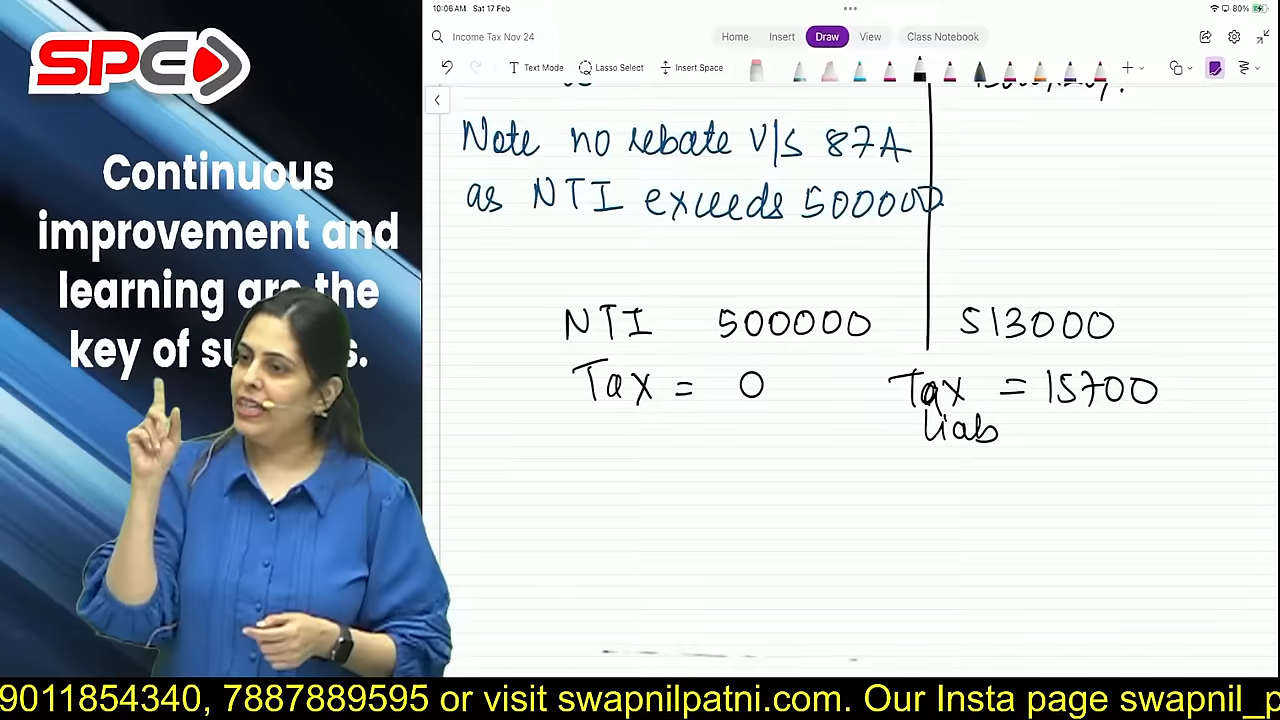 10:06 AM Sat 17 Feb
80%
Income Tax Nov 24
Home Insert Draw View Class Notebook
Text Mode Lasso Select Insert Space
SPC
Continuous
improvement and
learning are the
key of
Note no rebate v/s 87A
as NTI exceeds 500000
NTI 500000 513000
Tax = 0 Tax = 15700
liab
9011854340, 7887889595 or visit swapnilpatni.com. Our Insta page swapnil_p